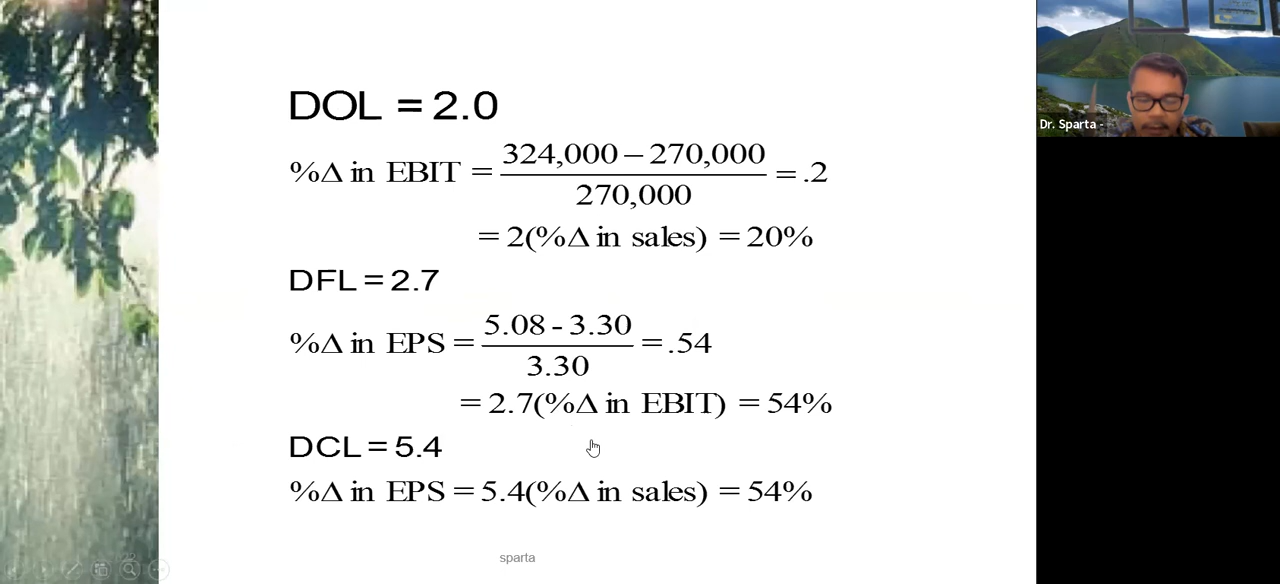 DOL = 2.0
%Δ in EBIT = 324,000 – 270,000 / 270,000 = .2
= 2(%Δ in sales) = 20%
DFL = 2.7
%Δ in EPS = 5.08 - 3.30 / 3.30 = .54
= 2.7(%Δ in EBIT) = 54%
DCL = 5.4
%Δ in EPS = 5.4(%Δ in sales) = 54%
sparta
Dr. Sparta -